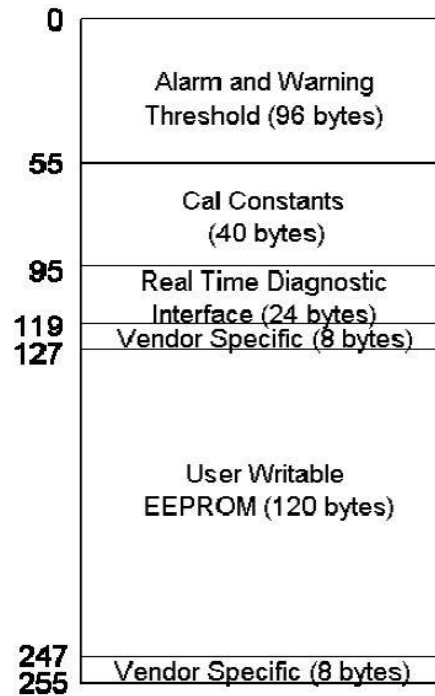 0
Alarm and Warning
Threshold (96 bytes)
55
Cal Constants
(40 bytes)
95
Real Time Diagnostic
Interface (24 bytes)
119
Vendor Specific (8 bytes)
127
User Writable
EEPROM (120 bytes)
247
Vendor Specific (8 bytes)
255